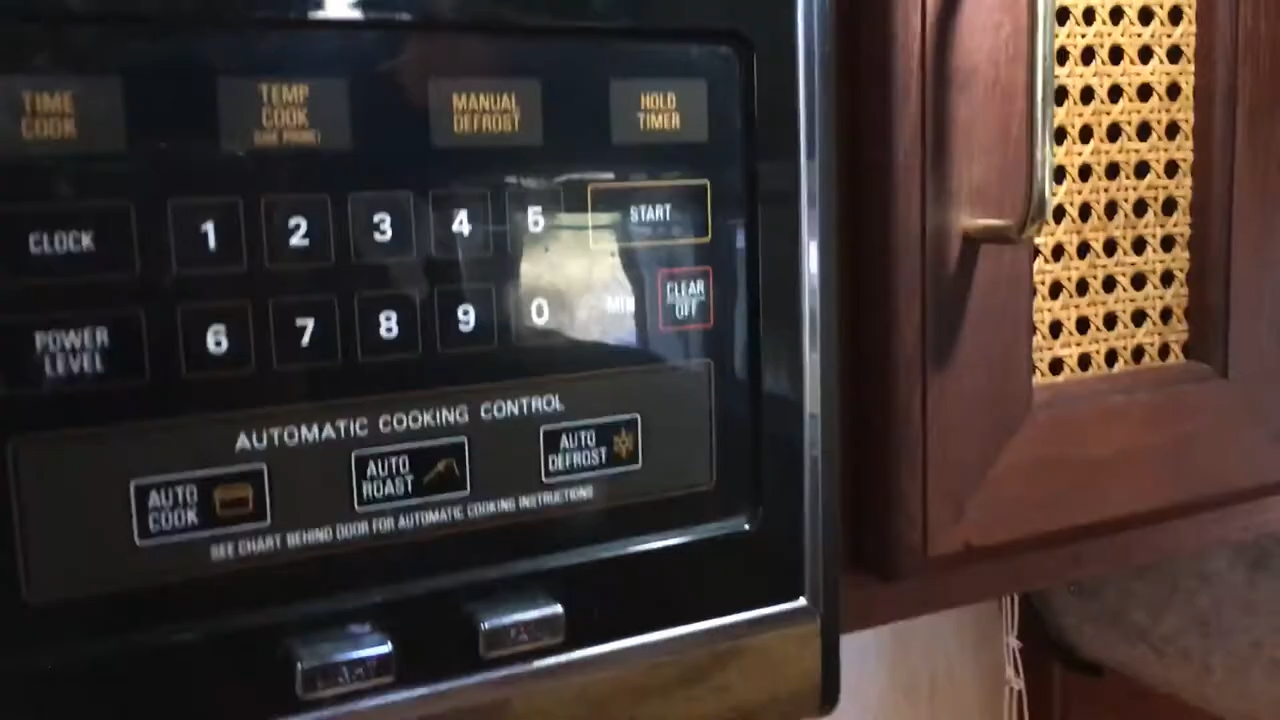 TIME
COOK
TEMP
COOK
MANUAL
DEFROST
HOLD
TIMER
CLOCK
1
2
3
4
5
START
POWER
LEVEL
6
7
8
9
0
MIN
CLEAR
OFF
AUTOMATIC COOKING CONTROL
AUTO
COOK
AUTO
ROAST
AUTO
DEFROST
SEE CHART BEHIND DOOR FOR AUTOMATIC COOKING INSTRUCTIONS